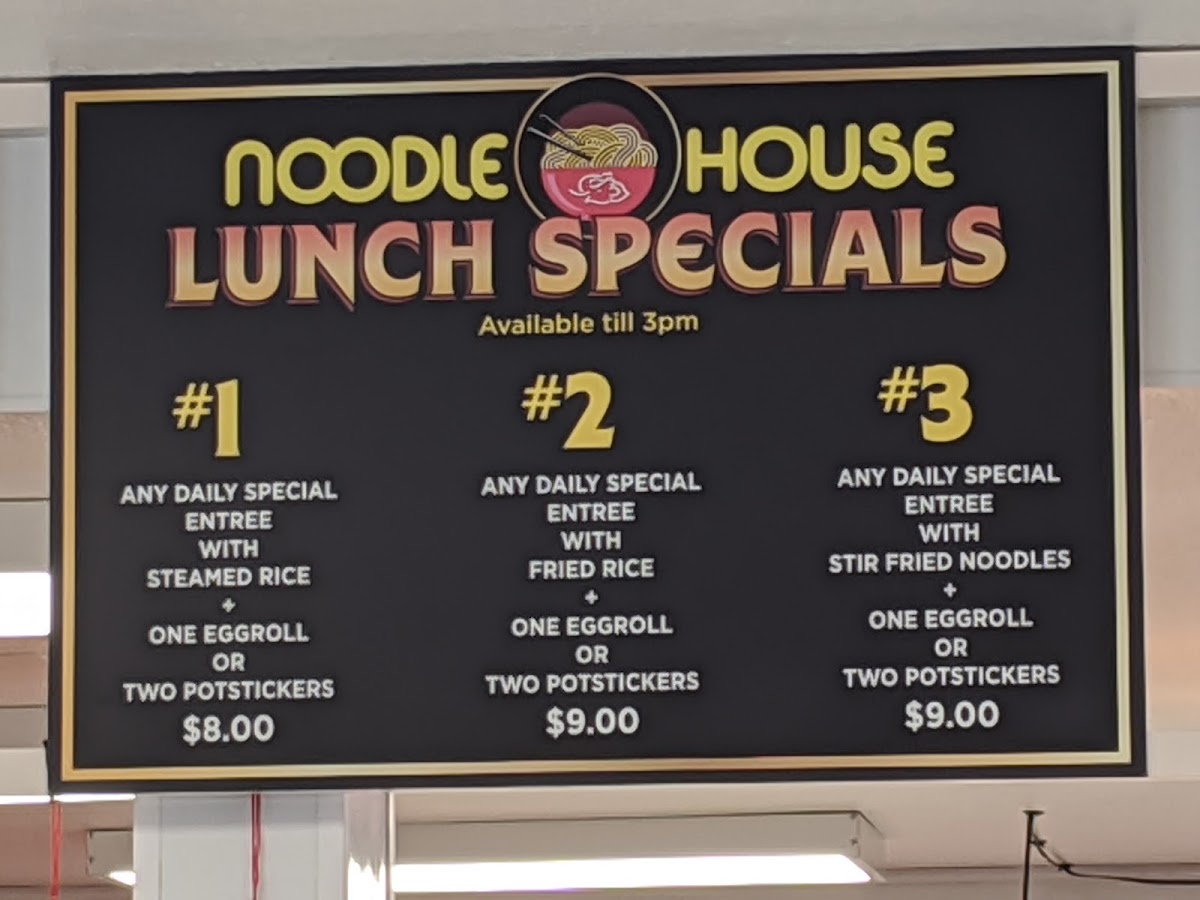 NOODLE HOUSE
LUNCH SPECIALS
Available till 3pm
#1
ANY DAILY SPECIAL
ENTREE
WITH
STEAMED RICE
+
ONE EGGROLL
OR
TWO POTSTICKERS
$8.00
#2
ANY DAILY SPECIAL
ENTREE
WITH
FRIED RICE
+
ONE EGGROLL
OR
TWO POTSTICKERS
$9.00
#3
ANY DAILY SPECIAL
ENTREE
WITH
STIR FRIED NOODLES
+
ONE EGGROLL
OR
TWO POTSTICKERS
$9.00